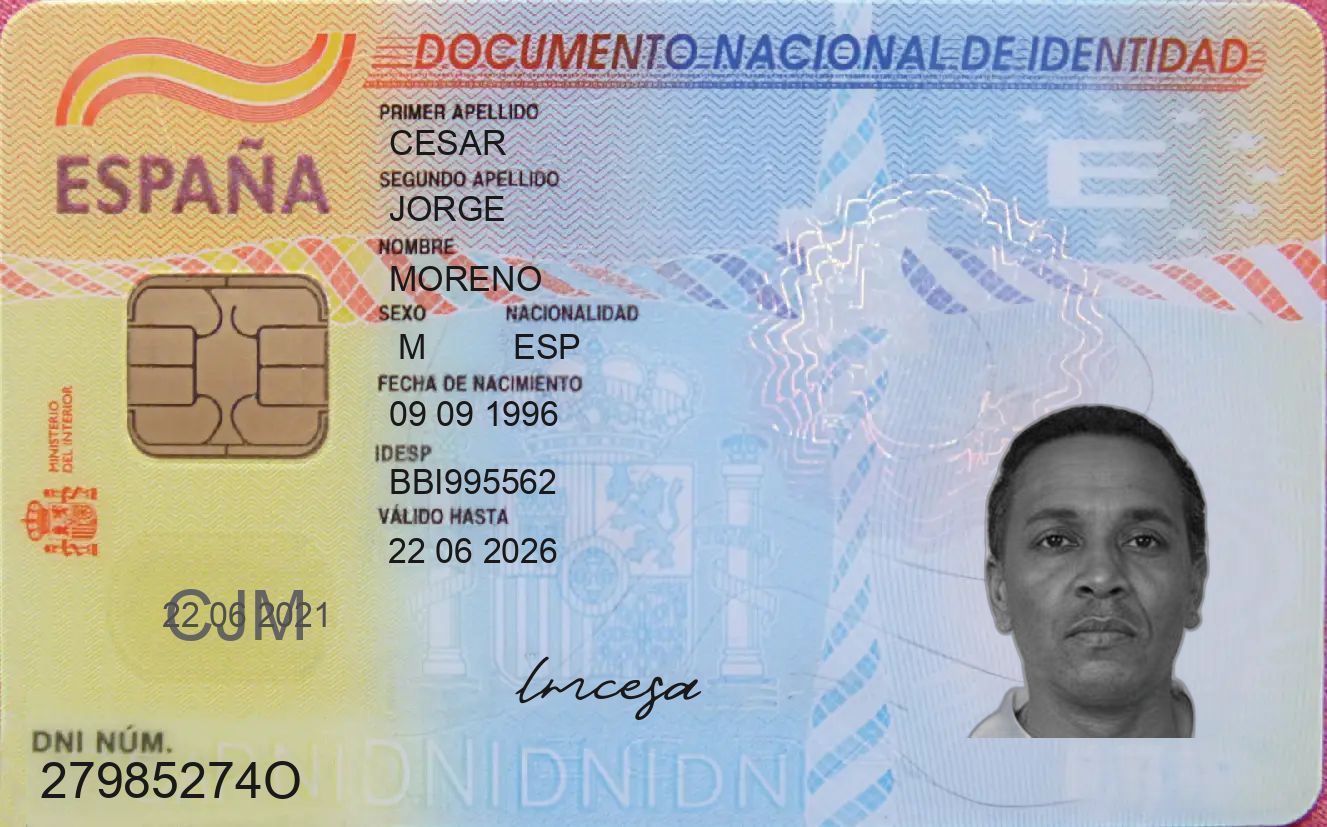 DOCUMENTO NACIONAL DE IDENTIDAD
ESPAÑA
PRIMER APELLIDO
CESAR
SEGUNDO APELLIDO
JORGE
NOMBRE
MORENO
SEXO NACIONALIDAD
M ESP
FECHA DE NACIMIENTO
09 09 1996
IDESP
BBI995562
VÁLIDO HASTA
22 06 2026
MINISTERIO
DEL INTERIOR
E
CJM
22 06 2021
lmcesa
DNI NÚM.
27985274O
DNIDNIDNIDNI